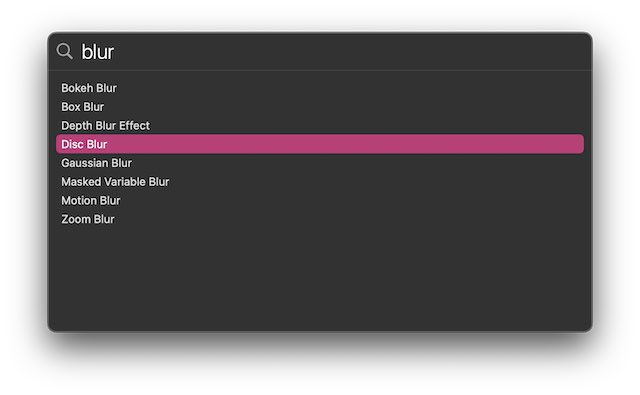 blur
Bokeh Blur
Box Blur
Depth Blur Effect
Disc Blur
Gaussian Blur
Masked Variable Blur
Motion Blur
Zoom Blur